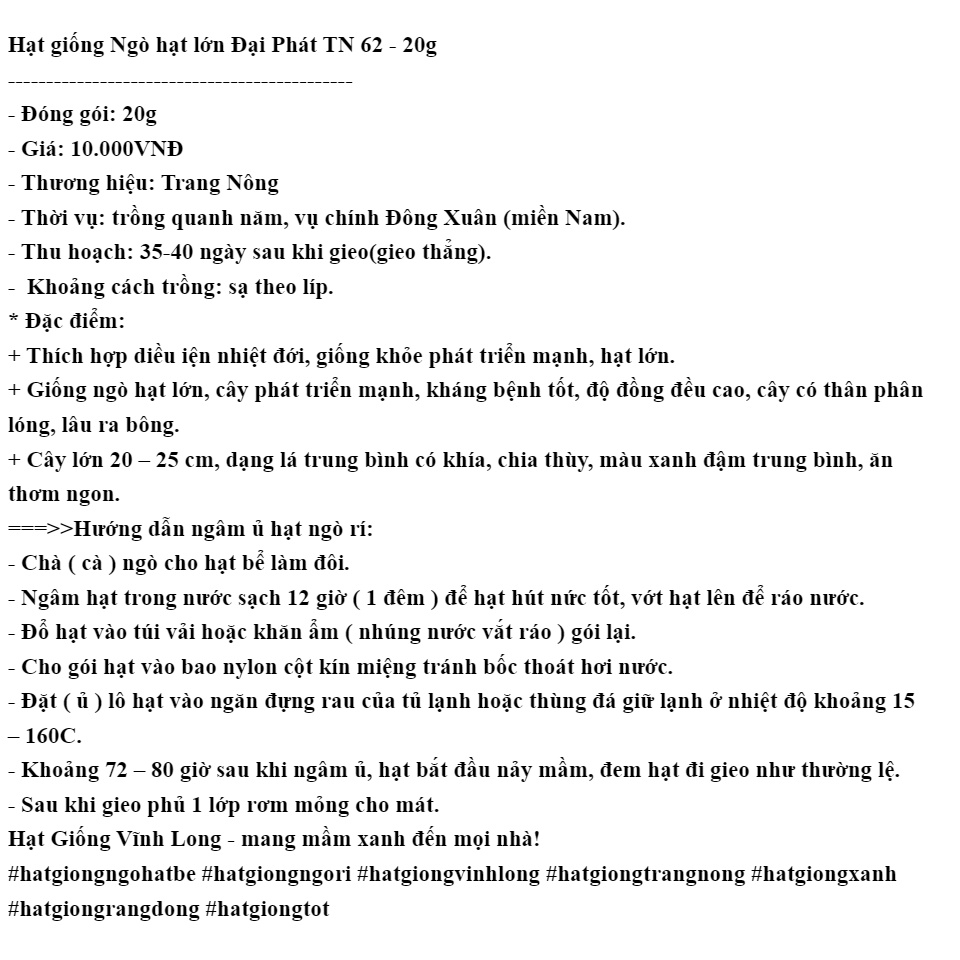 Hạt giống Ngò hạt lớn Đại Phát TN 62 - 20g
---------------------------------------------
- Đóng gói: 20g
- Giá: 10.000VNĐ
- Thương hiệu: Trang Nông
- Thời vụ: trồng quanh năm, vụ chính Đông Xuân (miền Nam).
- Thu hoạch: 35-40 ngày sau khi gieo(gieo thẳng).
-  Khoảng cách trồng: sạ theo líp.
* Đặc điểm:
+ Thích hợp diều iện nhiệt đới, giống khỏe phát triển mạnh, hạt lớn.
+ Giống ngò hạt lớn, cây phát triển mạnh, kháng bệnh tốt, độ đồng đều cao, cây có thân phân
lóng, lâu ra bông.
+ Cây lớn 20 – 25 cm, dạng lá trung bình có khía, chia thùy, màu xanh đậm trung bình, ăn
thơm ngon.
===>>Hướng dẫn ngâm ủ hạt ngò rí:
- Chà ( cà ) ngò cho hạt bể làm đôi.
- Ngâm hạt trong nước sạch 12 giờ ( 1 đêm ) để hạt hút nức tốt, vớt hạt lên để ráo nước.
- Đổ hạt vào túi vải hoặc khăn ẩm ( nhúng nước vắt ráo ) gói lại.
- Cho gói hạt vào bao nylon cột kín miệng tránh bốc thoát hơi nước.
- Đặt ( ủ ) lô hạt vào ngăn đựng rau của tủ lạnh hoặc thùng đá giữ lạnh ở nhiệt độ khoảng 15
– 160C.
- Khoảng 72 – 80 giờ sau khi ngâm ủ, hạt bắt đầu nảy mầm, đem hạt đi gieo như thường lệ.
- Sau khi gieo phủ 1 lớp rơm mỏng cho mát.
Hạt Giống Vĩnh Long - mang mầm xanh đến mọi nhà!
#hatgiongngohatbe #hatgiongngori #hatgiongvinhlong #hatgiongtrangnong #hatgiongxanh
#hatgiongrangdong #hatgiongtot